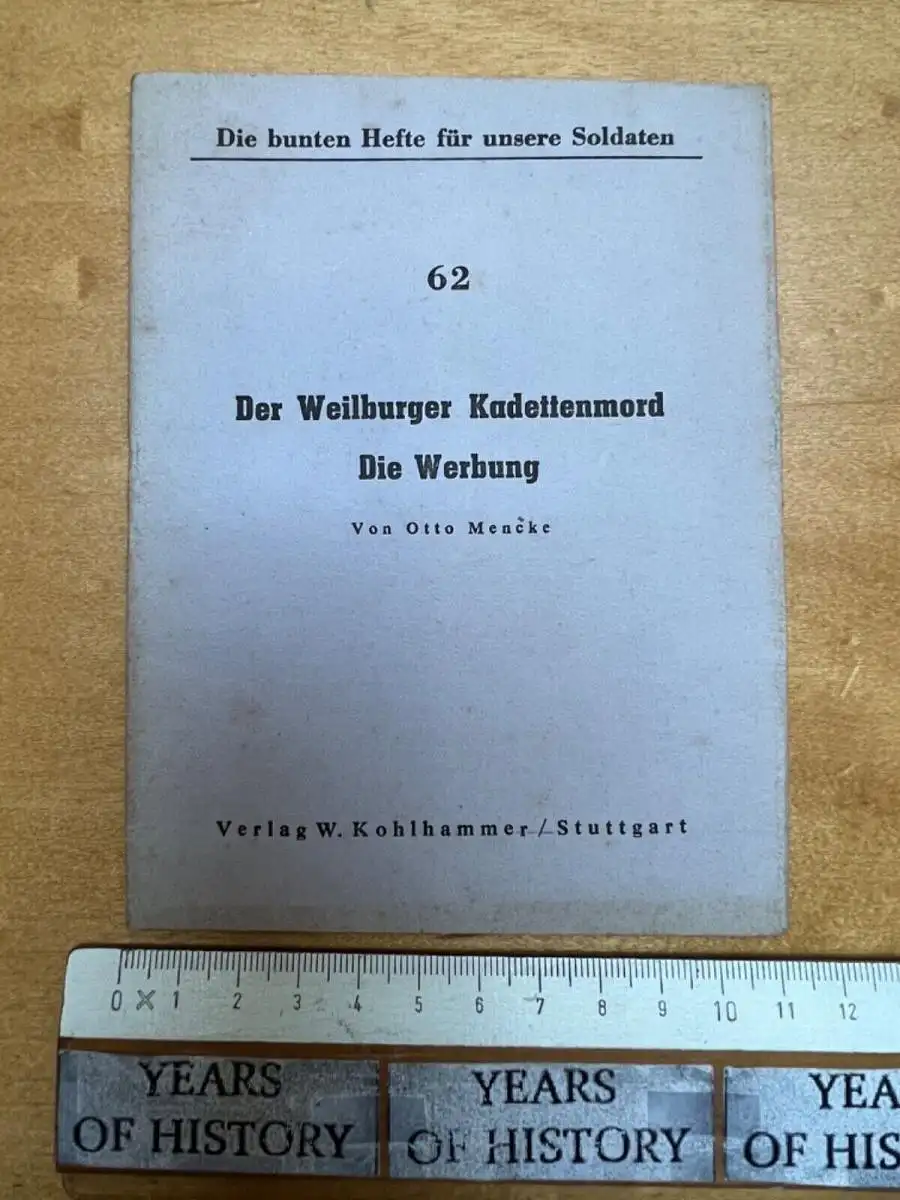 Die bunten Hefte für unsere Soldaten
62
Der Weilburger Kadettenmord
Die Werbung
Von Otto Mencke
Verlag W. Kohlhammer / Stuttgart
0 1 2 3 4 5 6 7 8 9 10 11 12
YEARS
OF HISTORY
YEARS
OF HISTORY
YEA
OF HIS